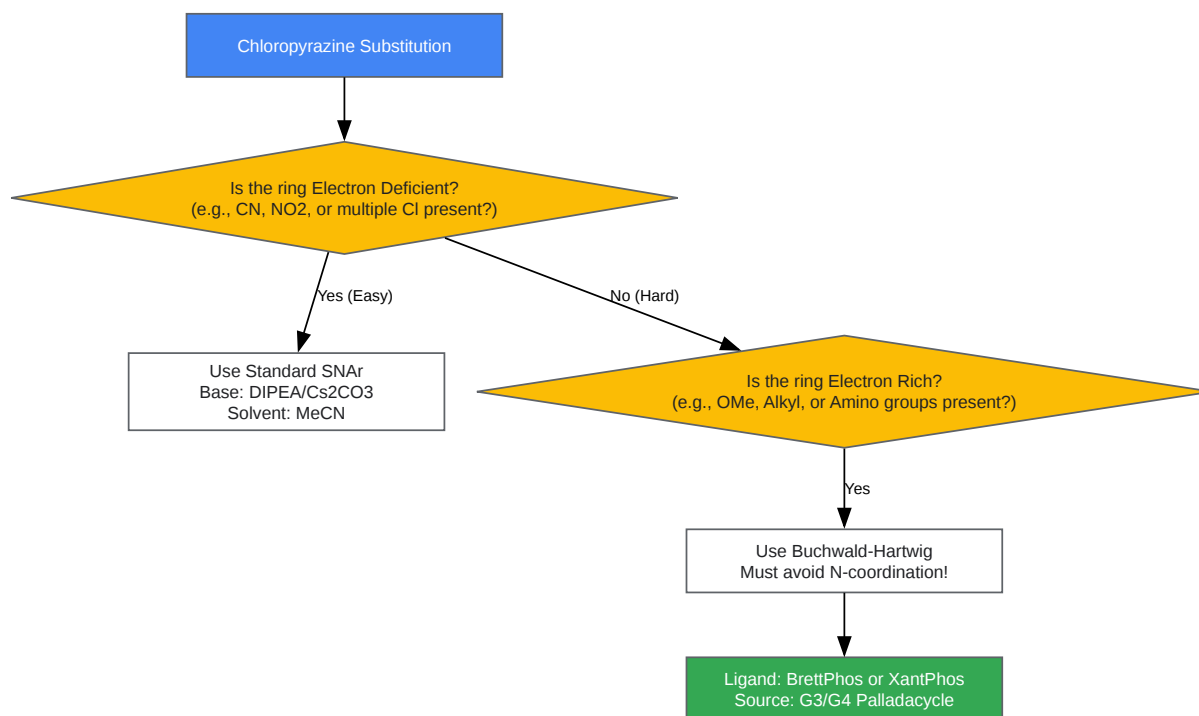 Chloropyrazine Substitution
Is the ring Electron Deficient?
(e.g., CN, NO2, or multiple Cl present?)
Yes (Easy)
No (Hard)
Use Standard SNAr
Base: DIPEA/Cs2CO3
Solvent: MeCN
Is the ring Electron Rich?
(e.g., OMe, Alkyl, or Amino groups present?)
Yes
Use Buchwald-Hartwig
Must avoid N-coordination!
Ligand: BrettPhos or XantPhos
Source: G3/G4 Palladacycle